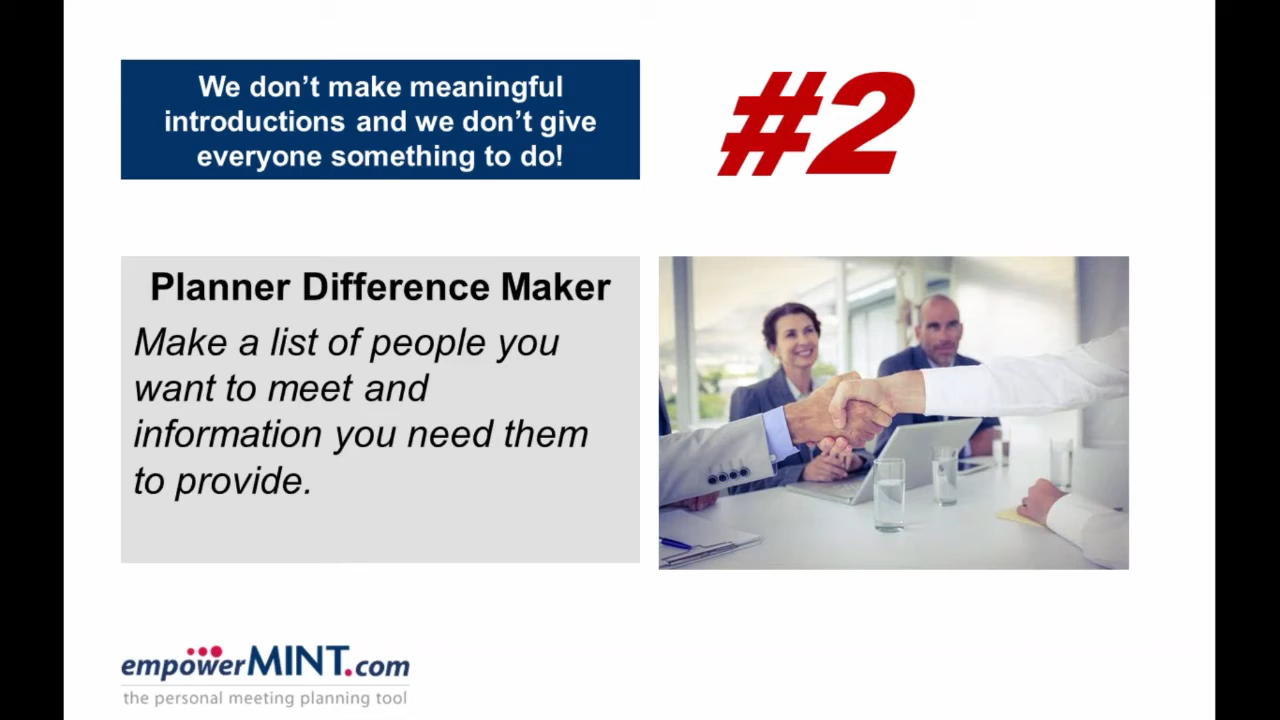 We don't make meaningful
introductions and we don't give
everyone something to do!
#2
Planner Difference Maker
Make a list of people you
want to meet and
information you need them
to provide.
empowerMINT.com
the personal meeting planning tool